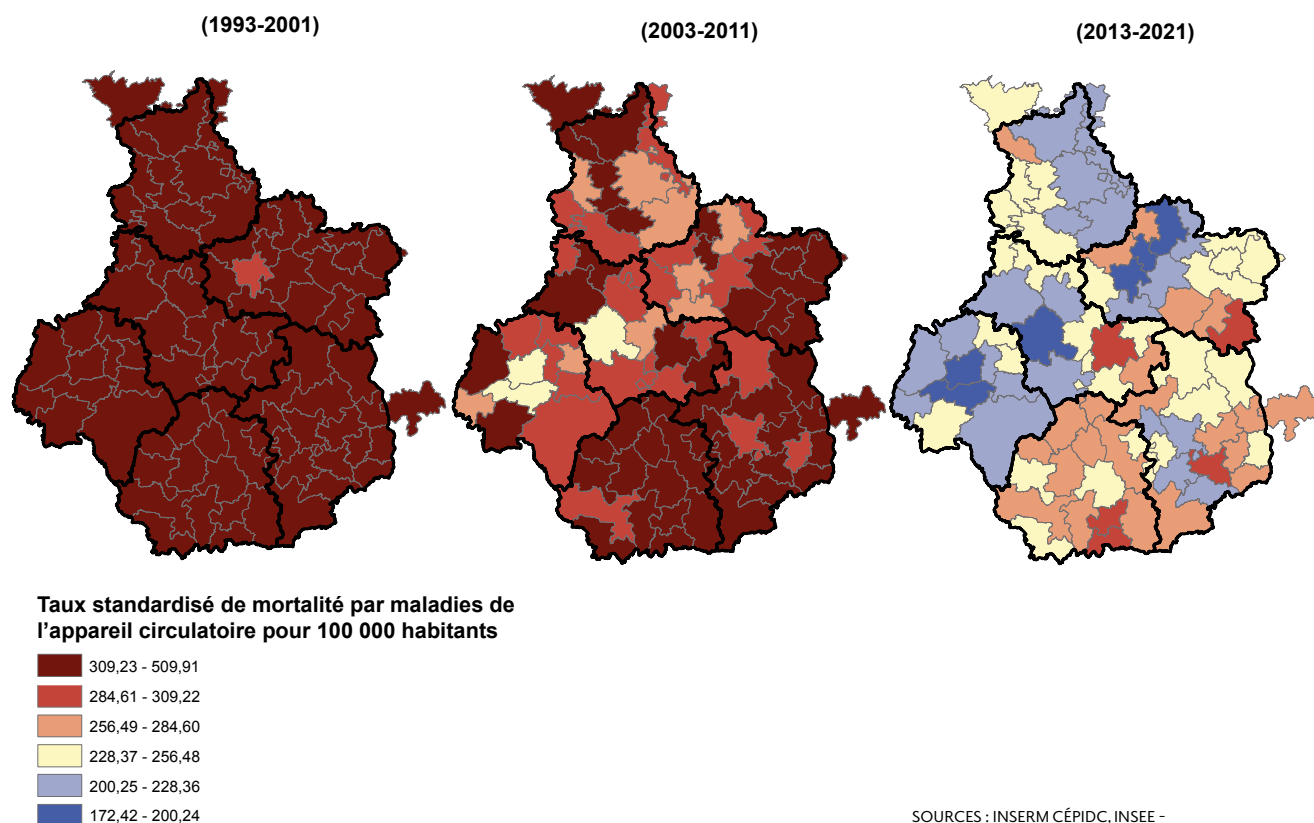 (1993-2001)
(2003-2011)
(2013-2021)
Taux standardisé de mortalité par maladies de
l'appareil circulatoire pour 100 000 habitants
309,23 - 509,91
284,61 - 309,22
256,49 - 284,60
228,37 - 256,48
200,25 - 228,36
172,42 - 200,24
SOURCES : INSERM CÉPIDC, INSEE -